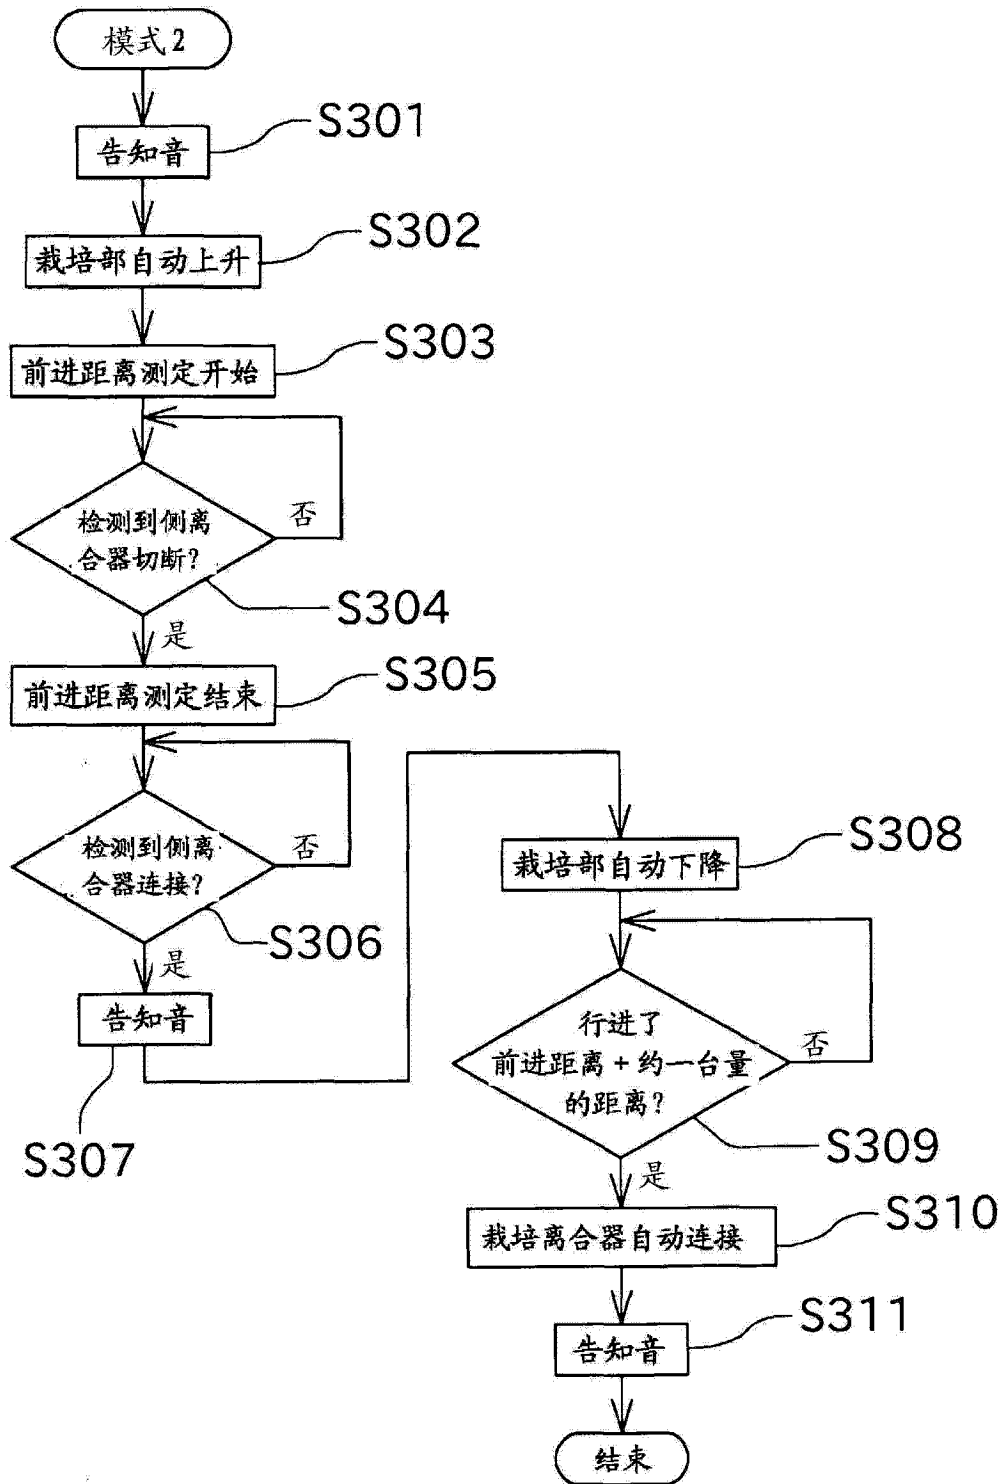 模式2
S301
告知音
S302
栽培部自动上升
S303
前进距离测定开始
检测到侧离
合器切断?
否
S304
是
S305
前进距离测定结束
检测到侧离
合器连接?
否
S306
是
告知音
S307
S308
栽培部自动下降
行进了
前进距离+约一台量
的距离?
否
S309
是
S310
栽培离合器自动连接
S311
告知音
结束